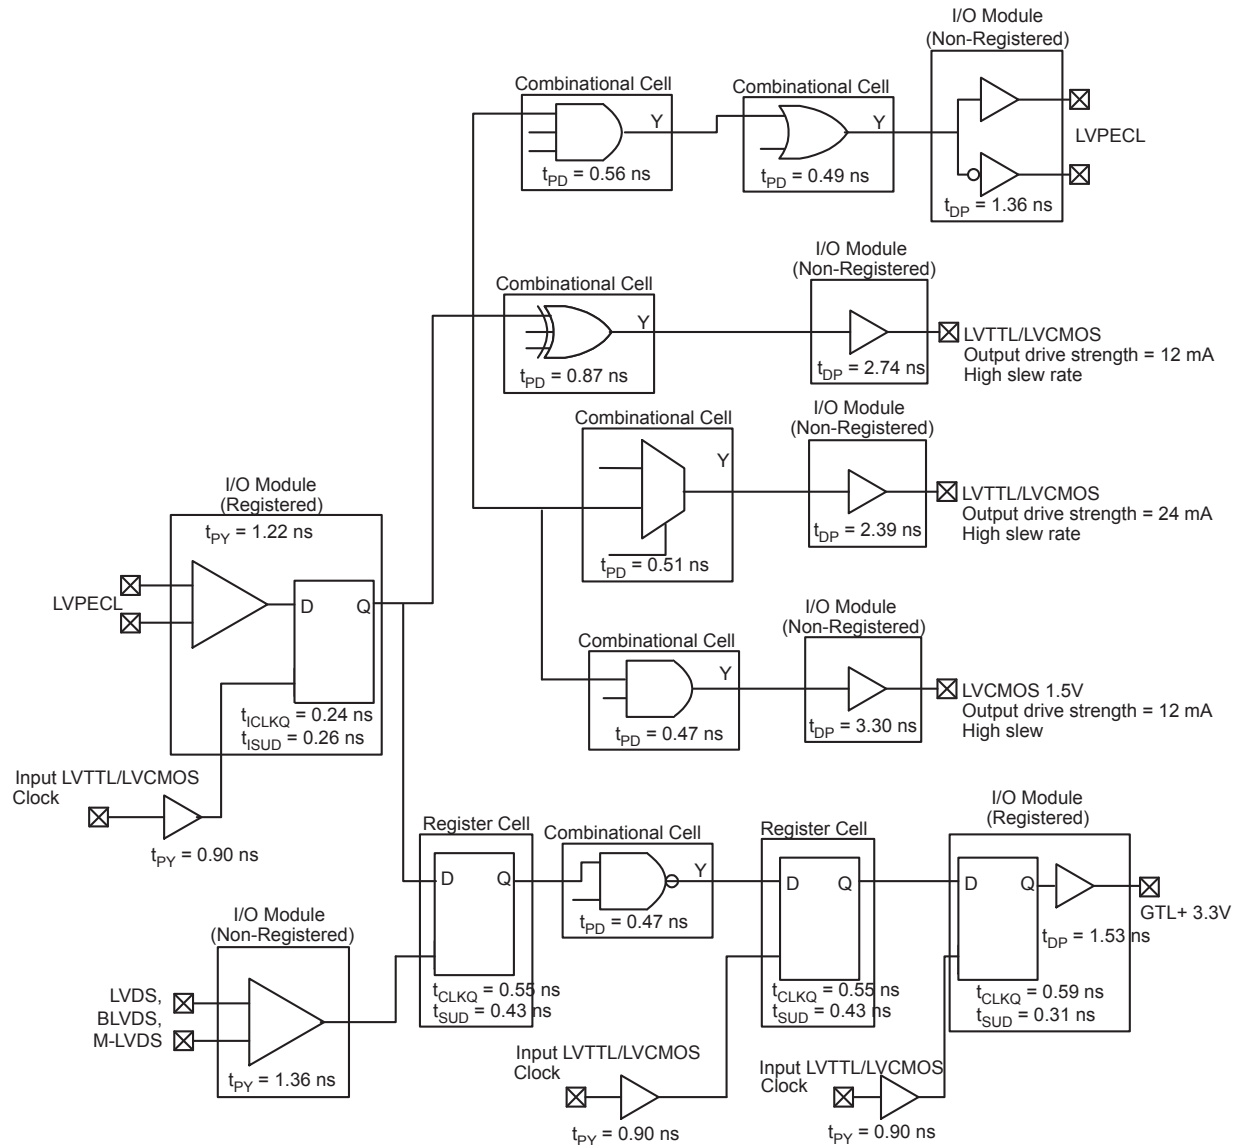 I/O Module
(Non-Registered)
Combinational Cell
Y
tPD = 0.56 ns
Combinational Cell
Y
tPD = 0.49 ns
LVPECL
tDP = 1.36 ns
I/O Module
(Non-Registered)
Combinational Cell
Y
tPD = 0.87 ns
tDP = 2.74 ns
LVTTL/LVCMOS
Output drive strength = 12 mA
High slew rate
I/O Module
(Non-Registered)
Combinational Cell
Y
tPD = 0.51 ns
tDP = 2.39 ns
LVTTL/LVCMOS
Output drive strength = 24 mA
High slew rate
I/O Module
(Registered)
tPY = 1.22 ns
LVPECL
D
Q
tICLKQ = 0.24 ns
tISUD = 0.26 ns
Input LVTTL/LVCMOS
Clock
tPY = 0.90 ns
I/O Module
(Non-Registered)
Combinational Cell
Y
tPD = 0.47 ns
tDP = 3.30 ns
LVCMOS 1.5V
Output drive strength = 12 mA
High slew
I/O Module
(Non-Registered)
LVDS,
BLVDS,
M-LVDS
tPY = 1.36 ns
Register Cell
D
Q
tCLKQ = 0.55 ns
tSUD = 0.43 ns
Combinational Cell
Y
tPD = 0.47 ns
Register Cell
D
Q
tCLKQ = 0.55 ns
tSUD = 0.43 ns
Input LVTTL/LVCMOS
Clock
tPY = 0.90 ns
I/O Module
(Registered)
D
Q
tDP = 1.53 ns
GTL+ 3.3V
tCLKQ = 0.59 ns
tSUD = 0.31 ns
Input LVTTL/LVCMOS
Clock
tPY = 0.90 ns